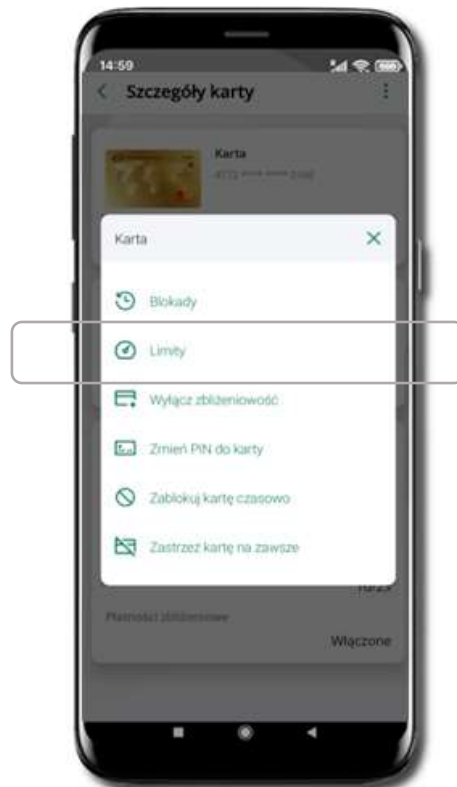 14:59
Szczegóły karty
Karta
Karta
Blokady
Limity
Wyłącz zbliżeniowość
Zmień PIN do karty
Zablokuj kartę czasowo
Zastrzeż kartę na zawsze
Płatności zbliżeniowe
Włączone